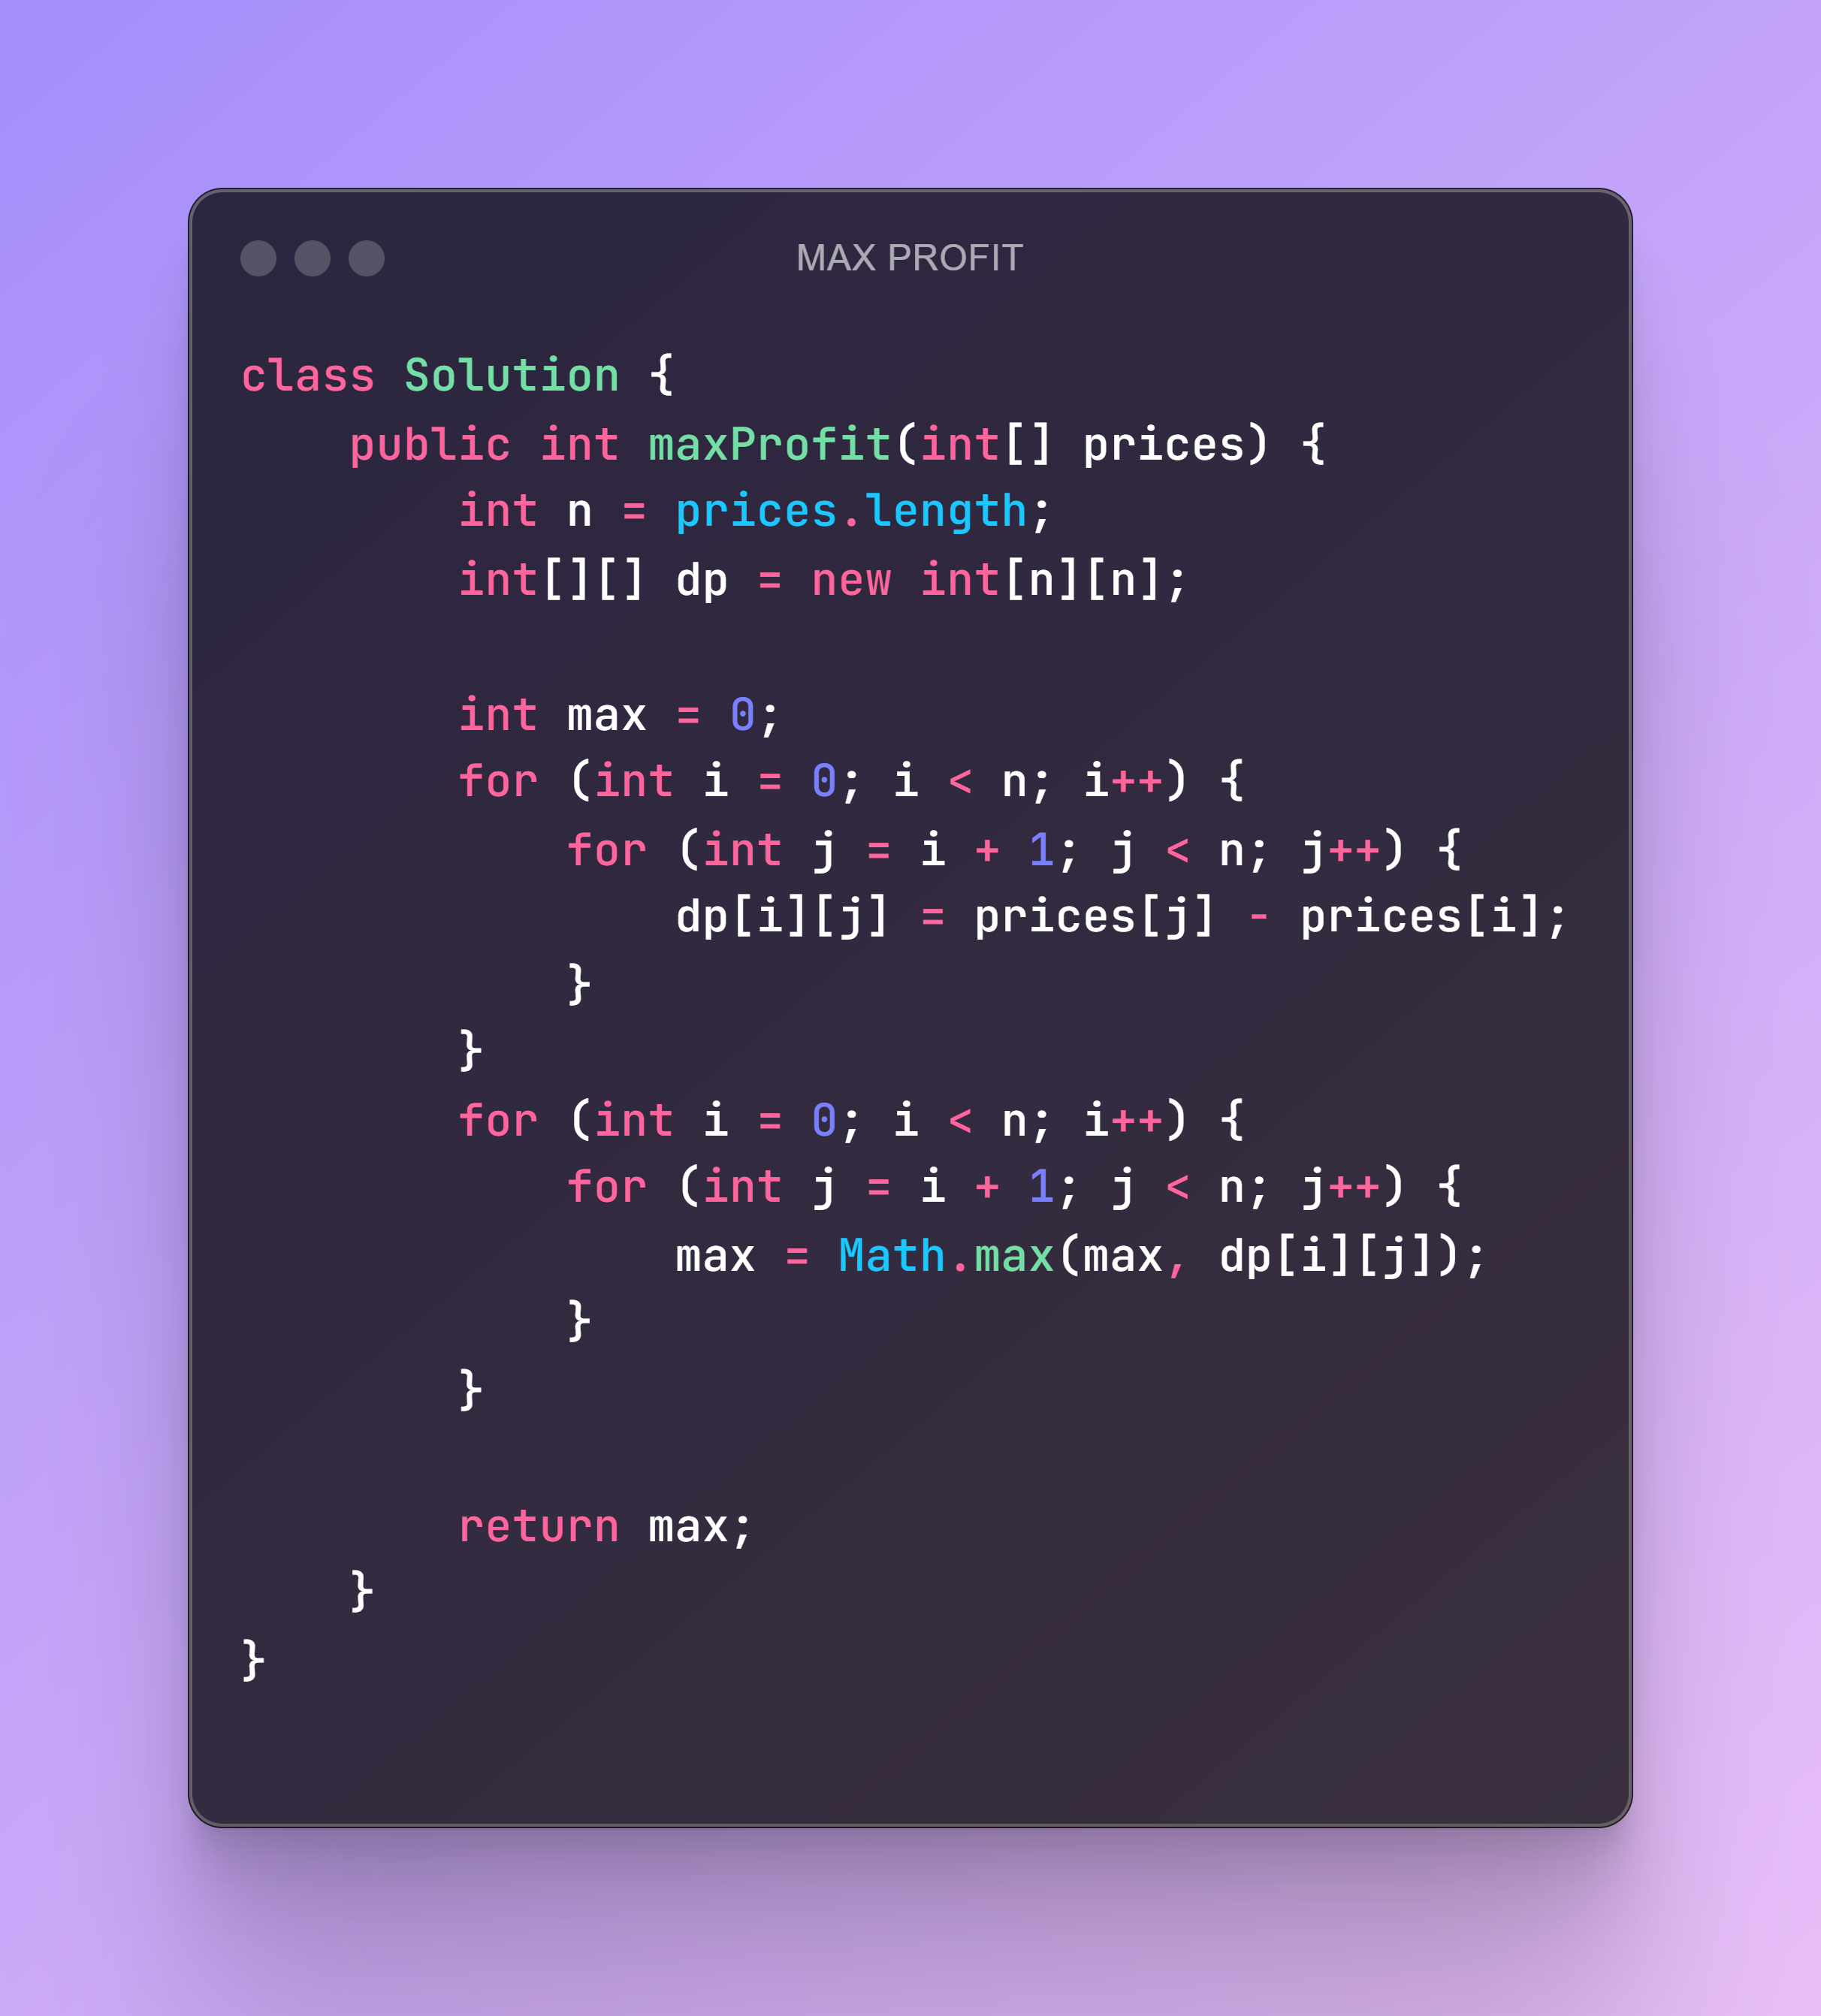 MAX PROFIT
class Solution {
    public int maxProfit(int[] prices) {
        int n = prices.length;
        int[][] dp = new int[n][n];

        int max = 0;
        for (int i = 0; i < n; i++) {
            for (int j = i + 1; j < n; j++) {
                dp[i][j] = prices[j] - prices[i];
            }
        }
        for (int i = 0; i < n; i++) {
            for (int j = i + 1; j < n; j++) {
                max = Math.max(max, dp[i][j]);
            }
        }

        return max;
    }
}